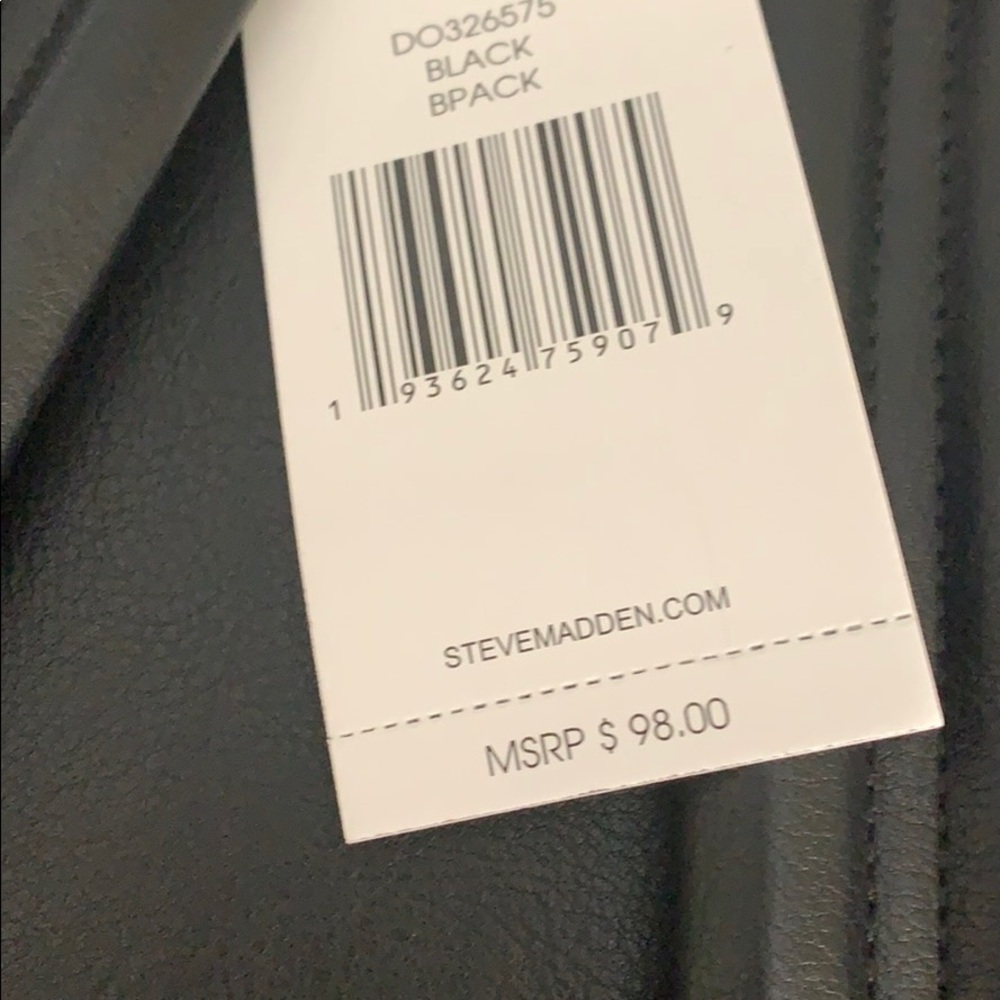 DO326575
BLACK
BPACK
1 93624 75907 9
STEVEMADDEN.COM
MSRP $ 98.00